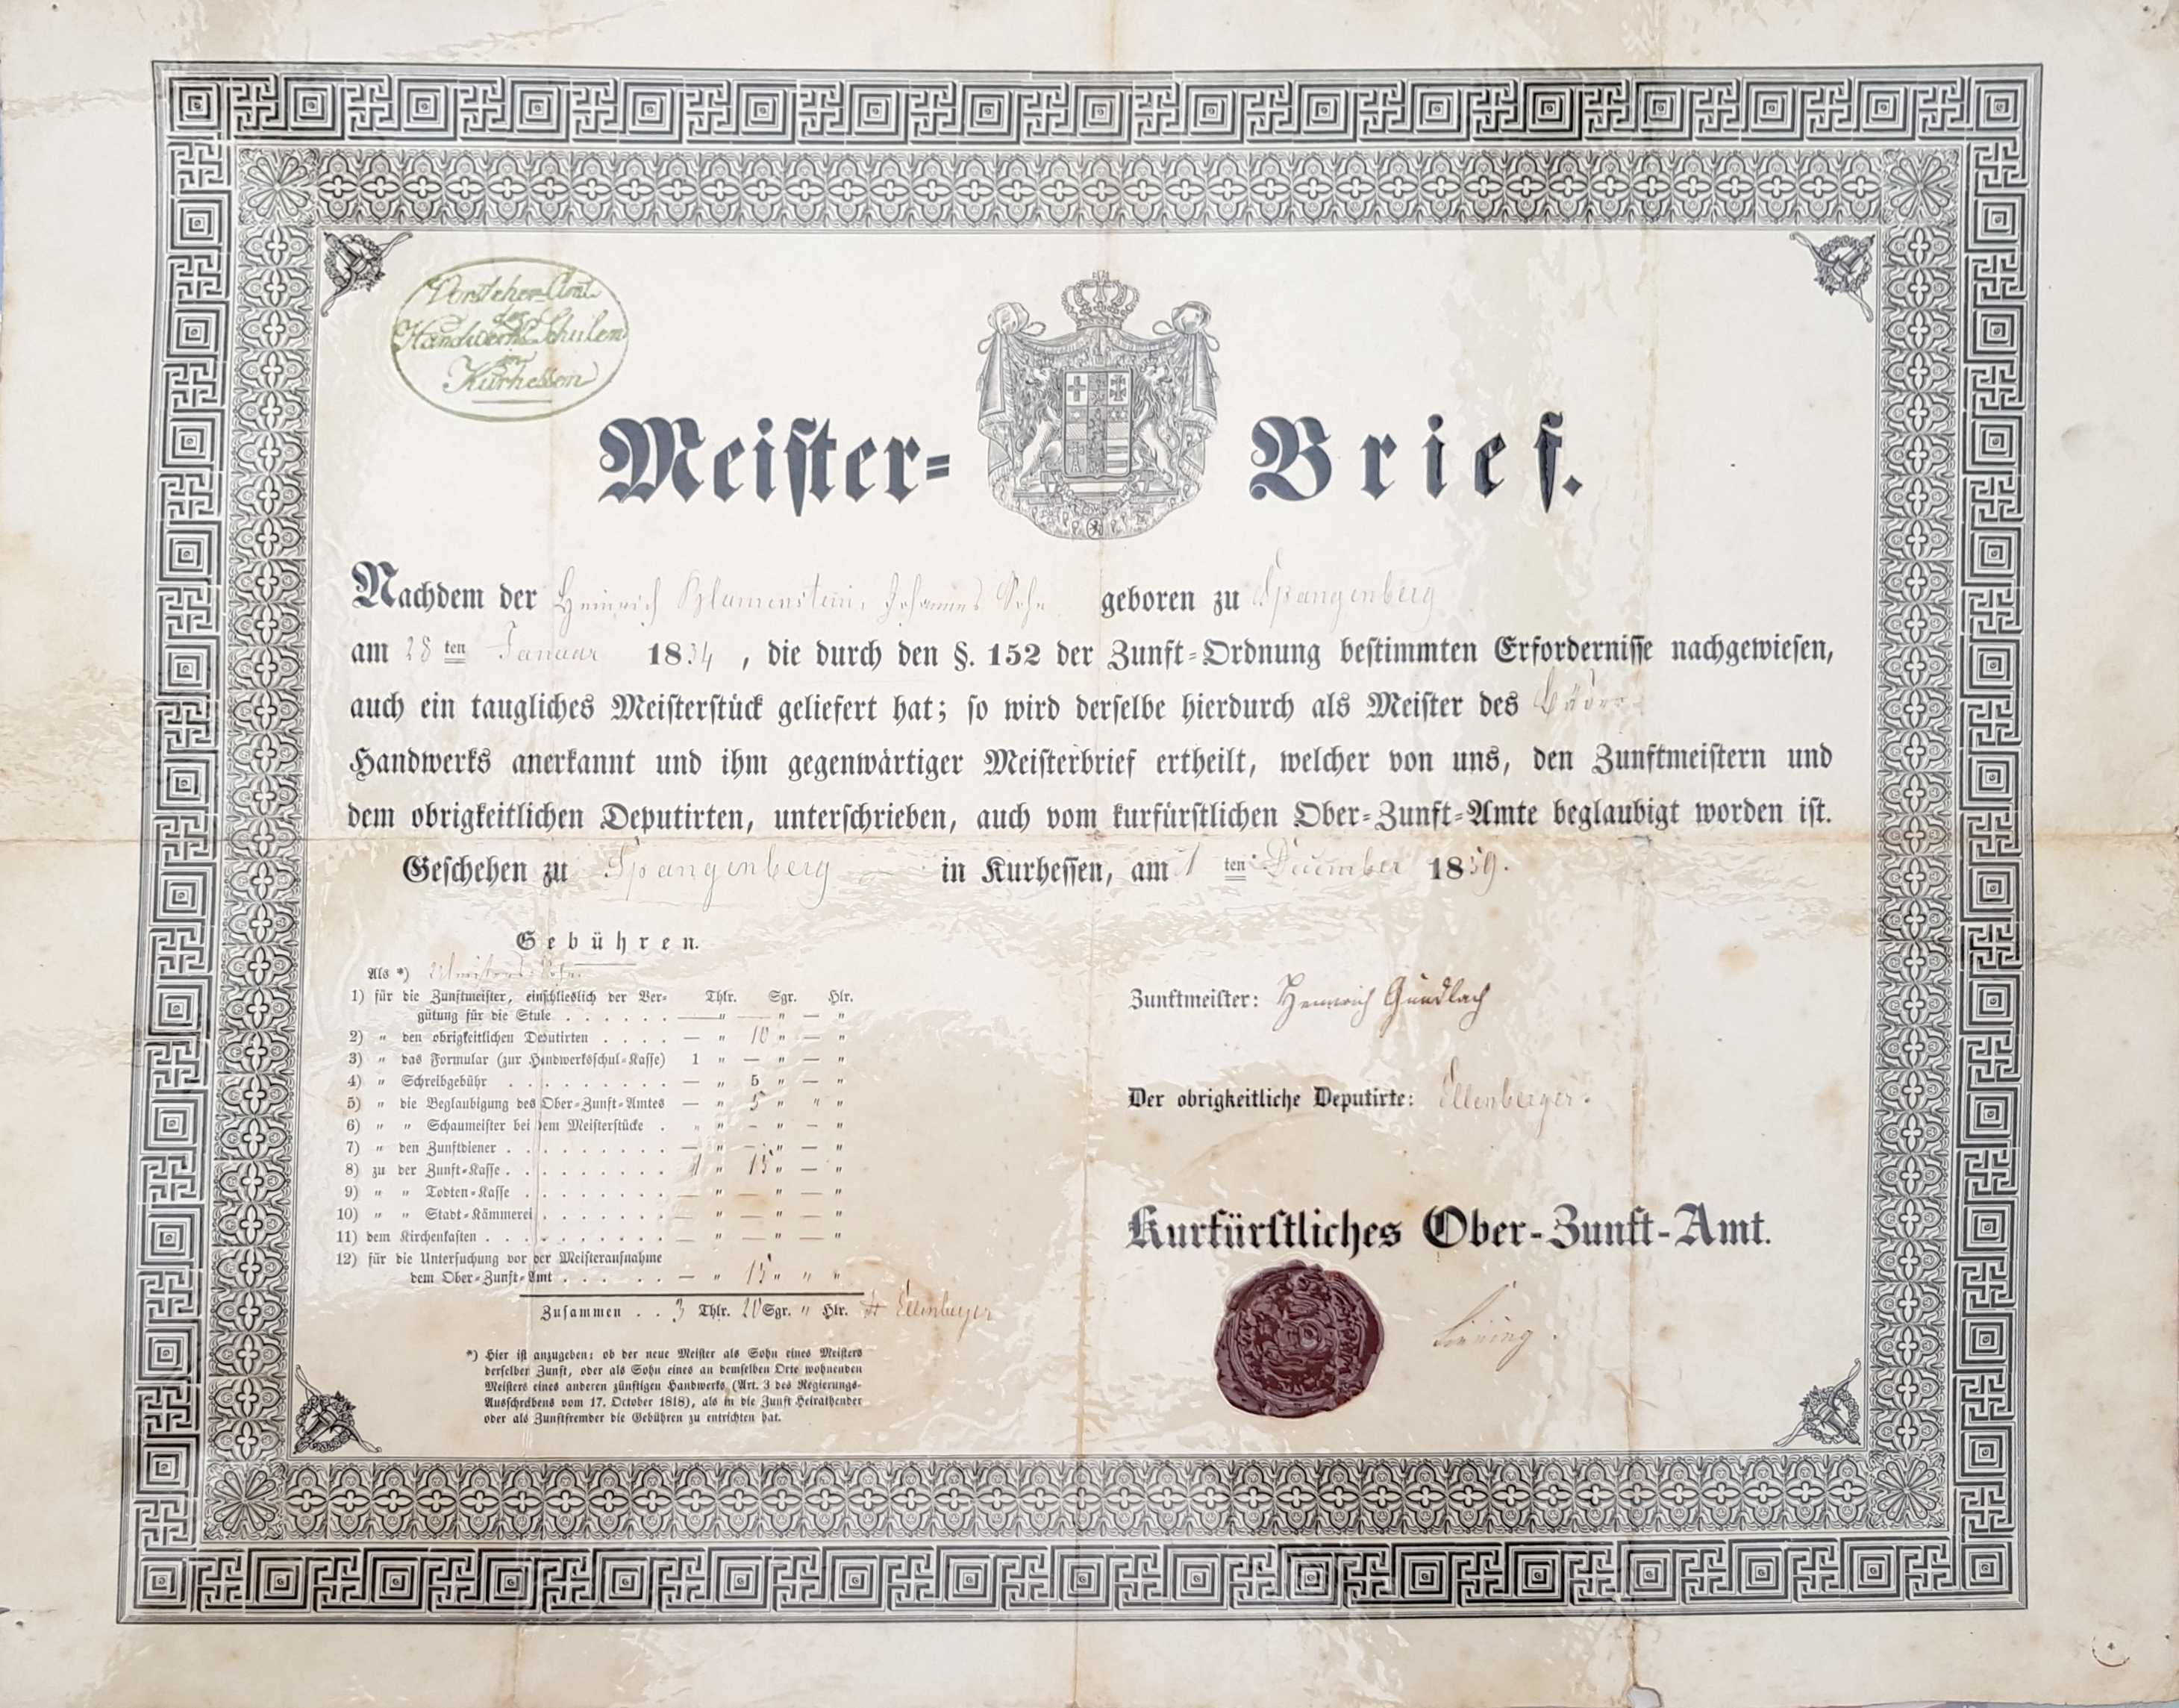 Vorsteher-Amt
der
Handwerks-Schulen
in
Kurhessen
Meister= Brief.
Nachdem der Heinrich Blumenstein, Johannes Sohn geboren zu Spangenberg
am 28 ten Januar 1834, die durch den §. 152 der Zunft=Ordnung bestimmten Erfordernisse nachgewiesen,
auch ein taugliches Meisterstück geliefert hat; so wird derselbe hierdurch als Meister des
Handwerks anerkannt und ihm gegenwärtiger Meisterbrief ertheilt, welcher von uns, den Zunftmeistern und
dem obrigkeitlichen Deputirten, unterschrieben, auch vom kurfürstlichen Ober=Zunft=Amte beglaubigt worden ist.
Geschehen zu Spangenberg in Kurhessen, am 1 ten December 1859.
Gebühren.
Als *) Meisters Sohn
1) für die Zunftmeister, einschließlich der Ver= Thlr. Sgr. Hlr.
gütung für die Stule . . . . . . — " — " — "
2) " den obrigkeitlichen Deputirten . . . . — " 10 " — "
3) " das Formular (zur Handwerksschul=Kasse) 1 " — " — "
4) " Schreibgebühr . . . . . . . . . — " 5 " — "
5) " die Beglaubigung des Ober=Zunft=Amtes — " 5 " " "
6) " " Schaumeister bei dem Meisterstücke . " " — " — "
7) " den Zunftdiener . . . . . . . . . — " — " — "
8) zu der Zunft=Kasse . . . . . . . . . 1 " 15 " — "
9) " " Todten=Kasse . . . . . . . . — " — " — "
10) " " Stadt=Kämmerei . . . . . . . — " — " — "
11) dem Kirchenkasten . . . . . . . . . — " — " — "
12) für die Untersuchung vor der Meisteraufnahme
dem Ober=Zunft=Amt . . . . . . — " 15 " " "
Zusammen . . 3 Thlr. 20 Sgr. " Hlr. Ellenberger
*) Hier ist anzugeben: ob der neue Meister als Sohn eines Meisters
derselben Zunft, oder als Sohn eines an demselben Orte wohnenden
Meisters eines anderen zünftigen Handwerks (Art. 3 des Regierungs=
Ausschreibens vom 17. October 1818), als in die Zunft Heirathender
oder als Zunftfremder die Gebühren zu entrichten hat.
Zunftmeister: Heinrich Gundlach
Der obrigkeitliche Deputirte: Ellenberger.
Kurfürstliches Ober-Zunft-Amt.